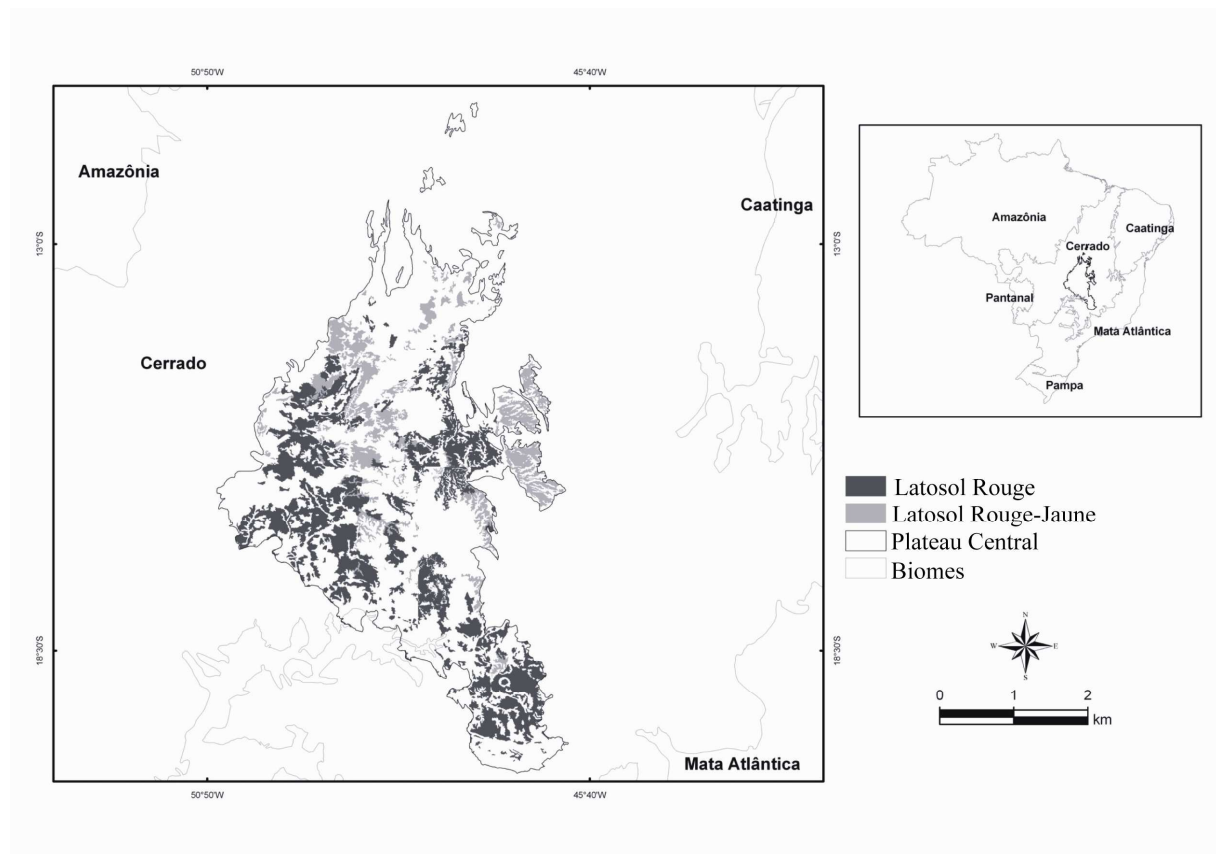 50°50'W
45°40'W
Amazônia
Caatinga
13°0'S
13°0'S
Cerrado
18°30'S
18°30'S
Mata Atlântica
50°50'W
45°40'W
Amazônia
Caatinga
Cerrado
Pantanal
Mata Atlântica
Pampa
Latosol Rouge
Latosol Rouge-Jaune
Plateau Central
Biomes
N
W
E
S
0 1 2
km